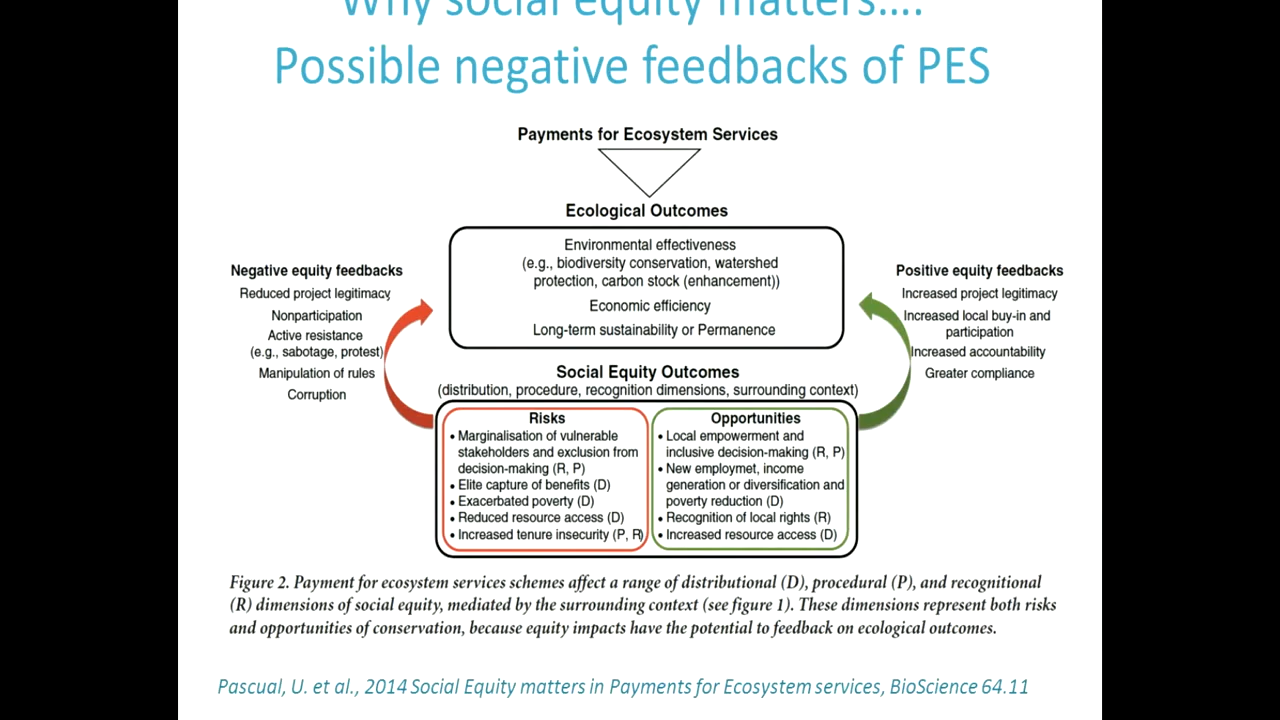 Why social equity matters....
Possible negative feedbacks of PES
Payments for Ecosystem Services
Ecological Outcomes
Environmental effectiveness
(e.g., biodiversity conservation, watershed
protection, carbon stock (enhancement))
Economic efficiency
Long-term sustainability or Permanence
Negative equity feedbacks
Reduced project legitimacy
Nonparticipation
Active resistance
(e.g., sabotage, protest)
Manipulation of rules
Corruption
Positive equity feedbacks
Increased project legitimacy
Increased local buy-in and
participation
Increased accountability
Greater compliance
Social Equity Outcomes
(distribution, procedure, recognition dimensions, surrounding context)
Risks
• Marginalisation of vulnerable
stakeholders and exclusion from
decision-making (R, P)
• Elite capture of benefits (D)
• Exacerbated poverty (D)
• Reduced resource access (D)
• Increased tenure insecurity (P, R)
Opportunities
• Local empowerment and
inclusive decision-making (R, P)
• New employmet, income
generation or diversification and
poverty reduction (D)
• Recognition of local rights (R)
• Increased resource access (D)
Figure 2. Payment for ecosystem services schemes affect a range of distributional (D), procedural (P), and recognitional
(R) dimensions of social equity, mediated by the surrounding context (see figure 1). These dimensions represent both risks
and opportunities of conservation, because equity impacts have the potential to feedback on ecological outcomes.
Pascual, U. et al., 2014 Social Equity matters in Payments for Ecosystem services, BioScience 64.11